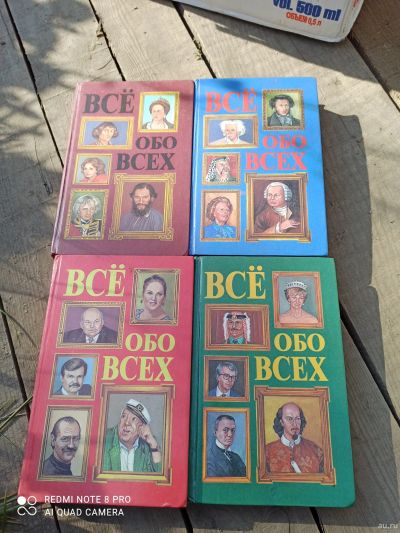 Vol. 500 ml
ОБЪЕМ 0,5 л
ВСЁ
ОБО
ВСЕХ
ВСЁ
ОБО
ВСЕХ
ВСЁ
ОБО
ВСЕХ
ВСЁ
ОБО
ВСЕХ
REDMI NOTE 8 PRO
AI QUAD CAMERA
au.ru